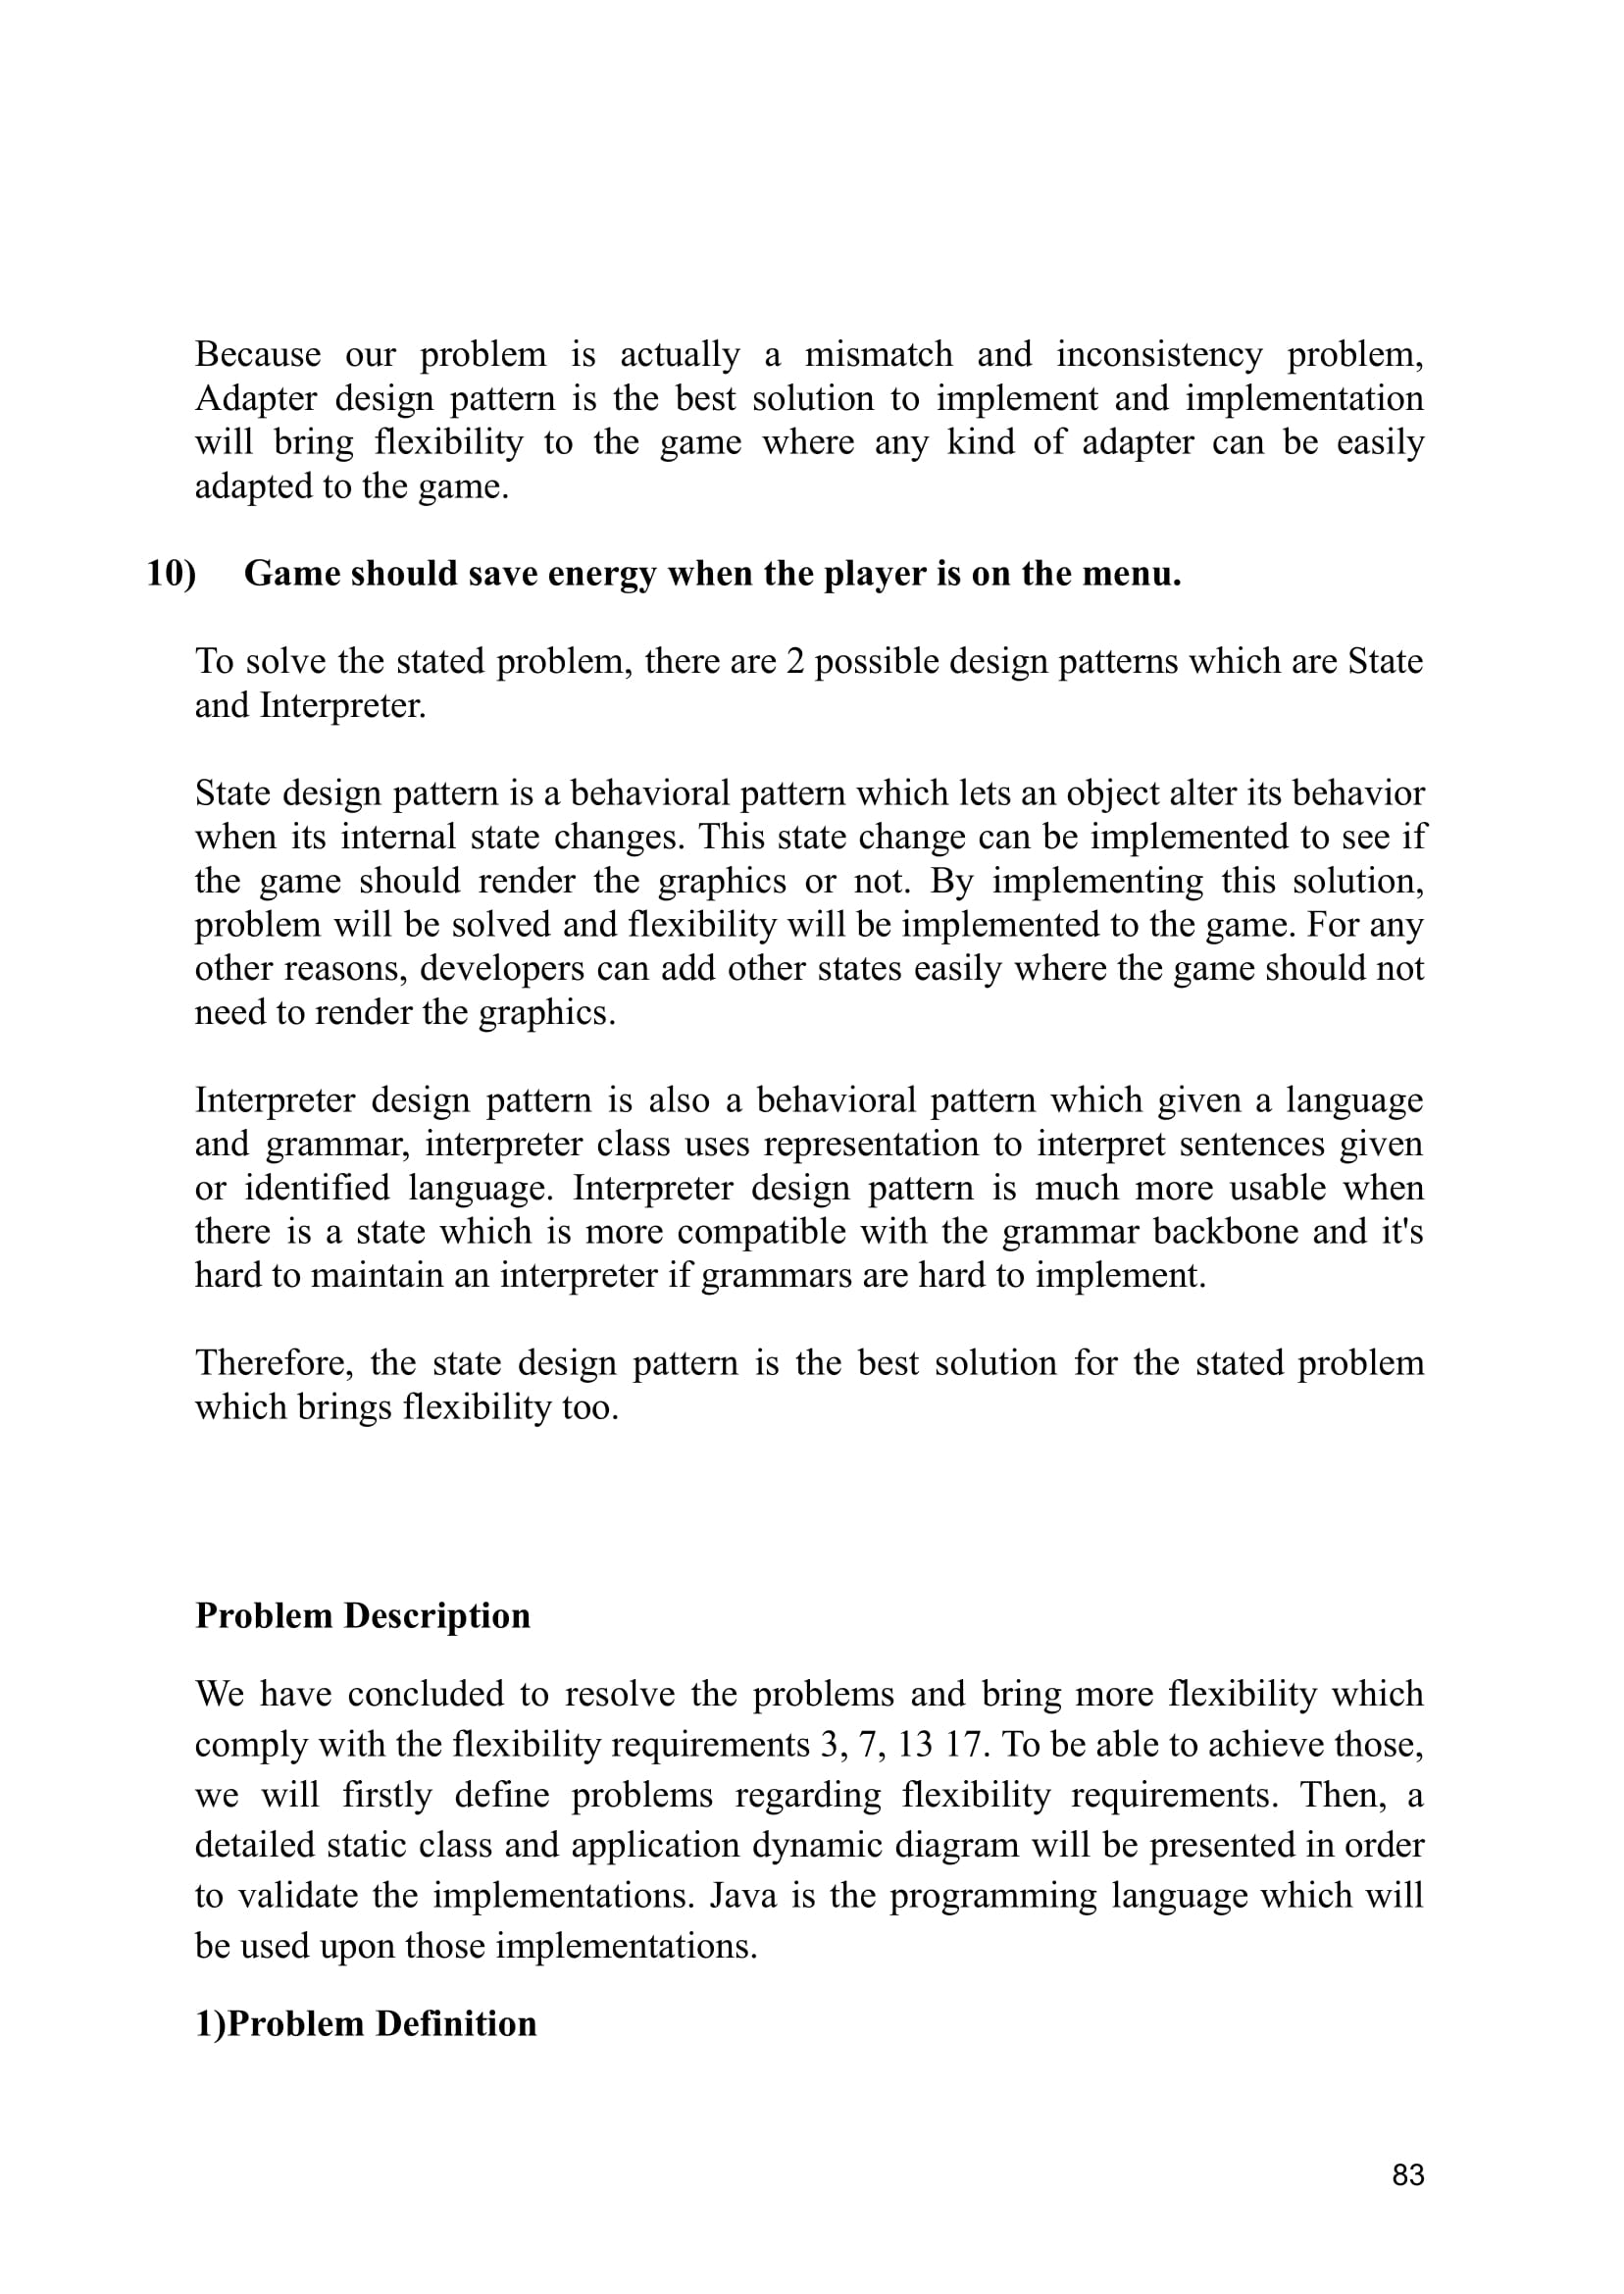 Because our problem is actually a mismatch and inconsistency problem,
Adapter design pattern is the best solution to implement and implementation
will bring flexibility to the game where any kind of adapter can be easily
adapted to the game.
10) Game should save energy when the player is on the menu.
To solve the stated problem, there are 2 possible design patterns which are State
and Interpreter.
State design pattern is a behavioral pattern which lets an object alter its behavior
when its internal state changes. This state change can be implemented to see if
the game should render the graphics or not. By implementing this solution,
problem will be solved and flexibility will be implemented to the game. For any
other reasons, developers can add other states easily where the game should not
need to render the graphics.
Interpreter design pattern is also a behavioral pattern which given a language
and grammar, interpreter class uses representation to interpret sentences given
or identified language. Interpreter design pattern is much more usable when
there is a state which is more compatible with the grammar backbone and it's
hard to maintain an interpreter if grammars are hard to implement.
Therefore, the state design pattern is the best solution for the stated problem
which brings flexibility too.
Problem Description
We have concluded to resolve the problems and bring more flexibility which
comply with the flexibility requirements 3, 7, 13 17. To be able to achieve those,
we will firstly define problems regarding flexibility requirements. Then, a
detailed static class and application dynamic diagram will be presented in order
to validate the implementations. Java is the programming language which will
be used upon those implementations.
1)Problem Definition
83